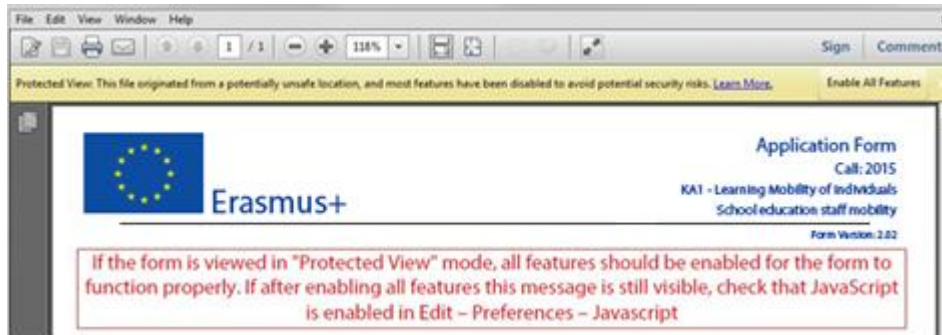 File Edit View Window Help
1 / 1 118% Sign Comment
Protected View: This file originated from a potentially unsafe location, and most features have been disabled to avoid potential security risks. Learn More. Enable All Features
Application Form
Call: 2015
Erasmus+
KA1 - Learning Mobility of Individuals
School education staff mobility
Form Version: 2.02
If the form is viewed in "Protected View" mode, all features should be enabled for the form to
function properly. If after enabling all features this message is still visible, check that JavaScript
is enabled in Edit – Preferences – Javascript